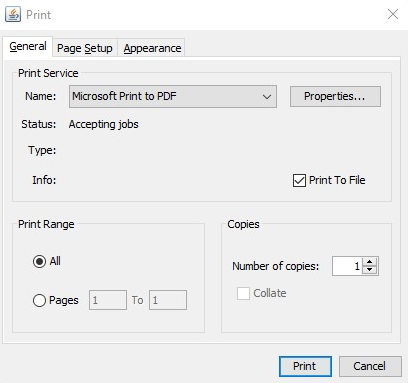 Print
General Page Setup Appearance
Print Service
Name: Microsoft Print to PDF Properties...
Status: Accepting jobs
Type:
Info: Print To File
Print Range Copies
All Number of copies: 1
Pages 1 To 1 Collate
Print Cancel